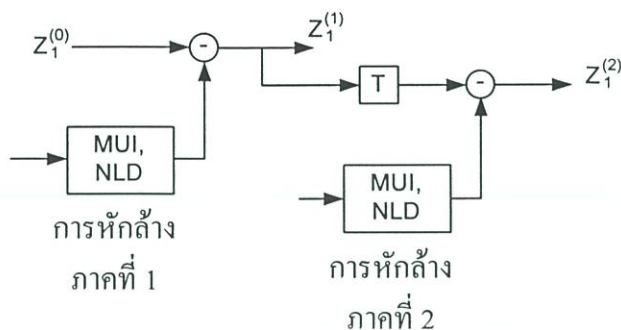 Z₁⁽⁰⁾
-
Z₁⁽¹⁾
T
-
Z₁⁽²⁾
MUI,
NLD
MUI,
NLD
การหักล้าง
ภาคที่ 1
การหักล้าง
ภาคที่ 2